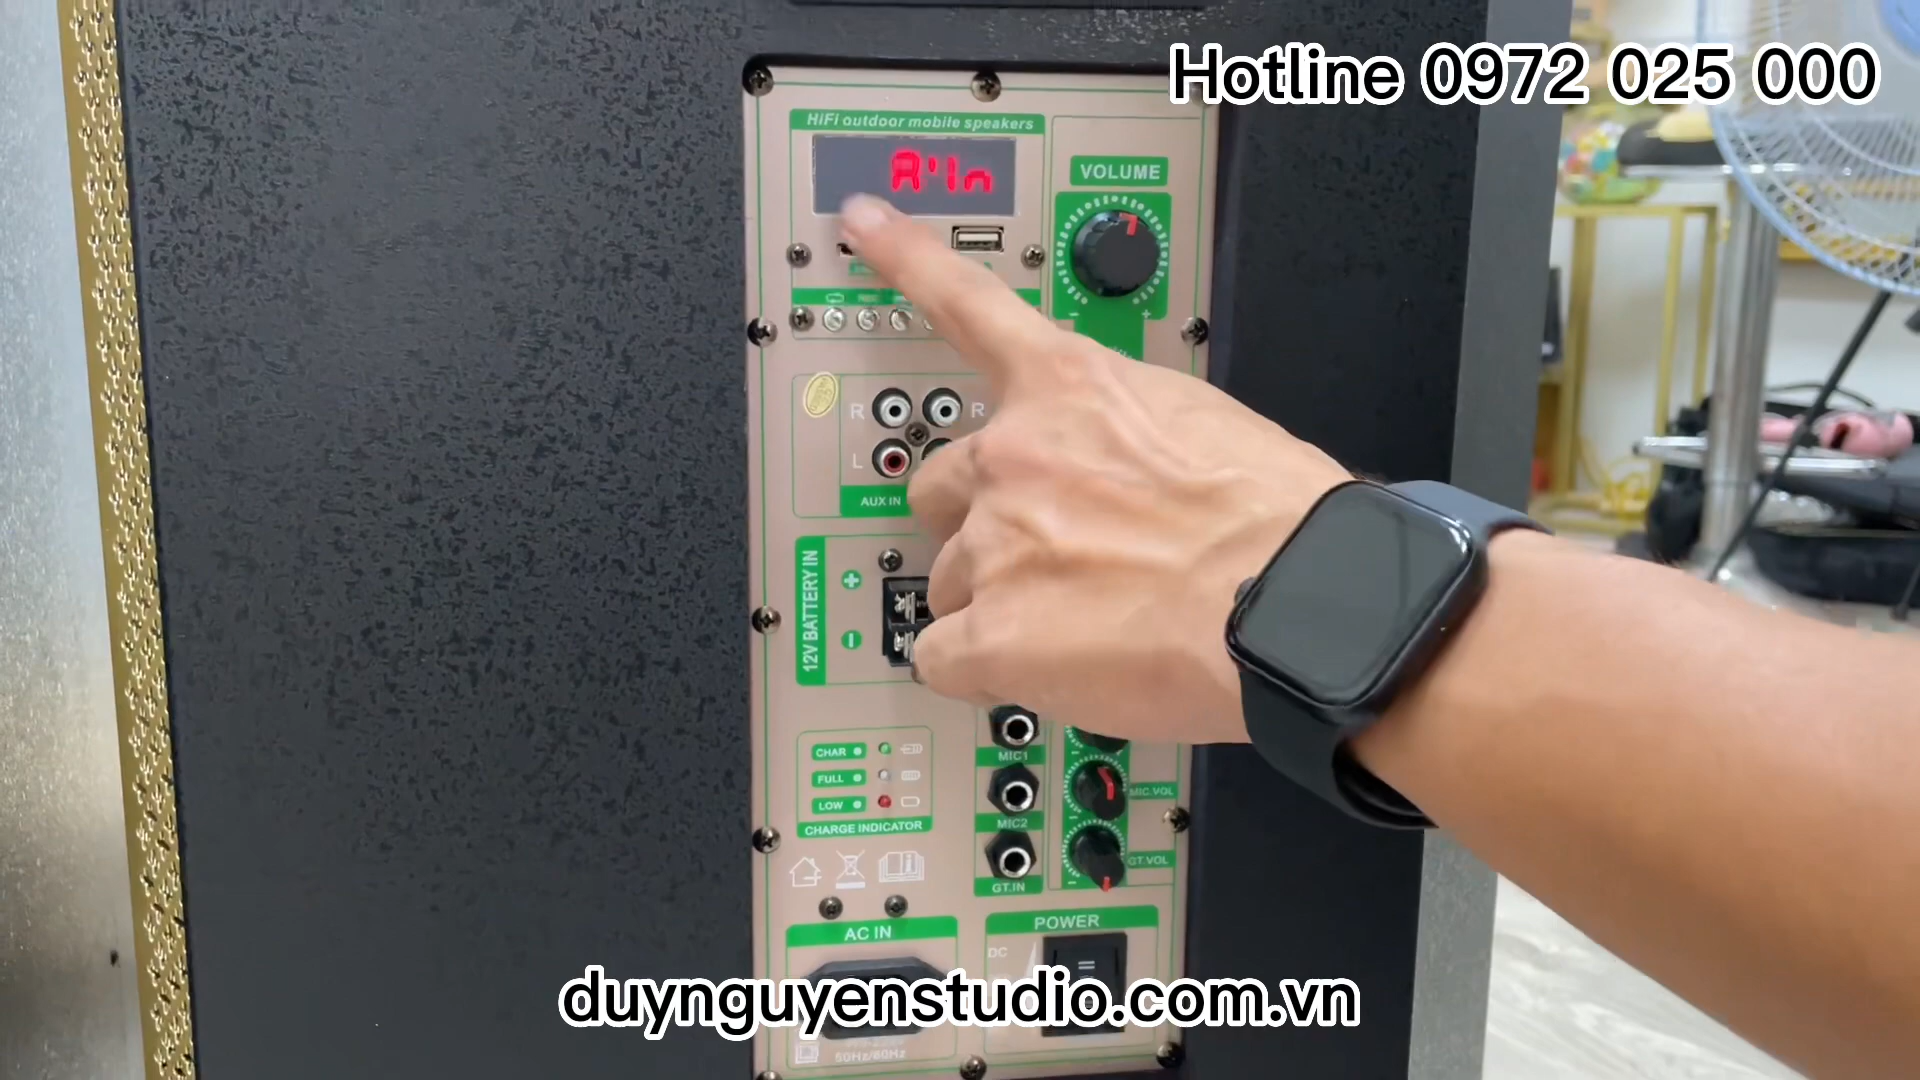 Hotline 0972 025 000
HiFi outdoor mobile speakers
A'In
VOLUME
- +
R R
L
AUX IN
12V BATTERY IN
+
-
CHAR
FULL
LOW
CHARGE INDICATOR
MIC1
MIC2
GT.IN
MIC.VOL
GT.VOL
AC IN
POWER
DC
duynguyenstudio.com.vn
50Hz/60Hz